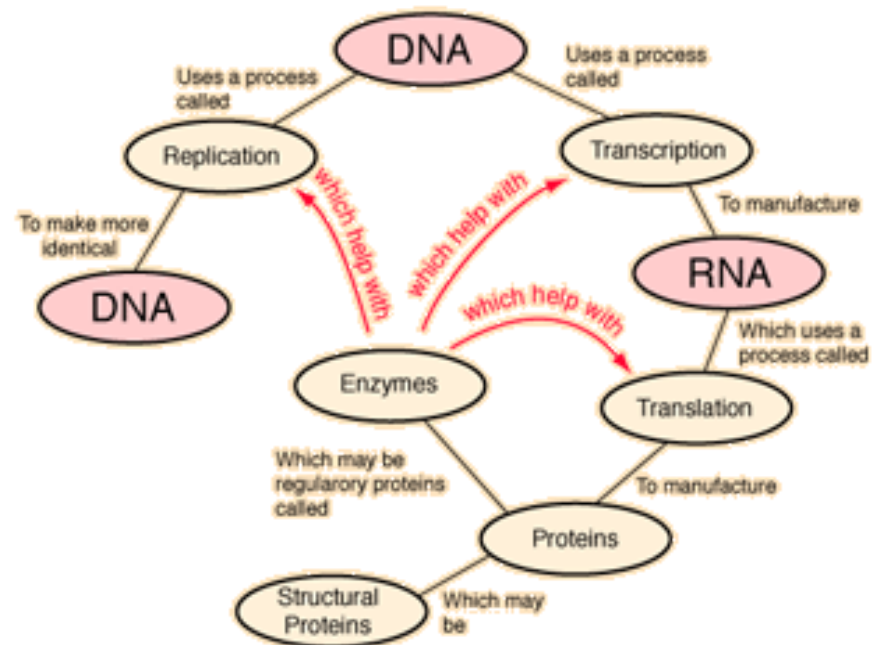 DNA
Uses a process
called
Uses a process
called
Replication
Transcription
which help with
which help with
To make more
identical
To manufacture
DNA
RNA
which help with
Which uses a
process called
Enzymes
Translation
Which may be
regularory proteins
called
To manufacture
Proteins
Structural
Proteins
Which may
be